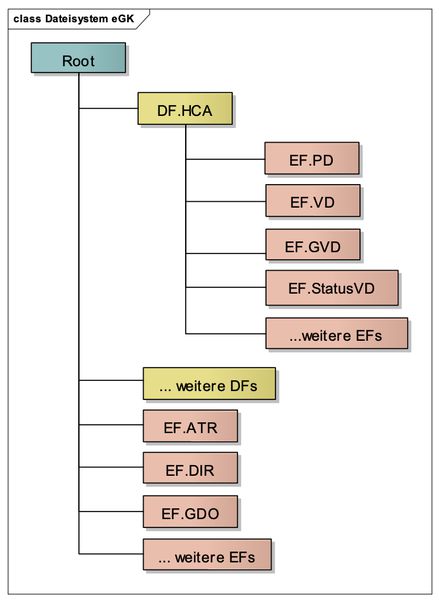 class Dateisystem eGK
Root
DF.HCA
EF.PD
EF.VD
EF.GVD
EF.StatusVD
...weitere EFs
... weitere DFs
EF.ATR
EF.DIR
EF.GDO
... weitere EFs